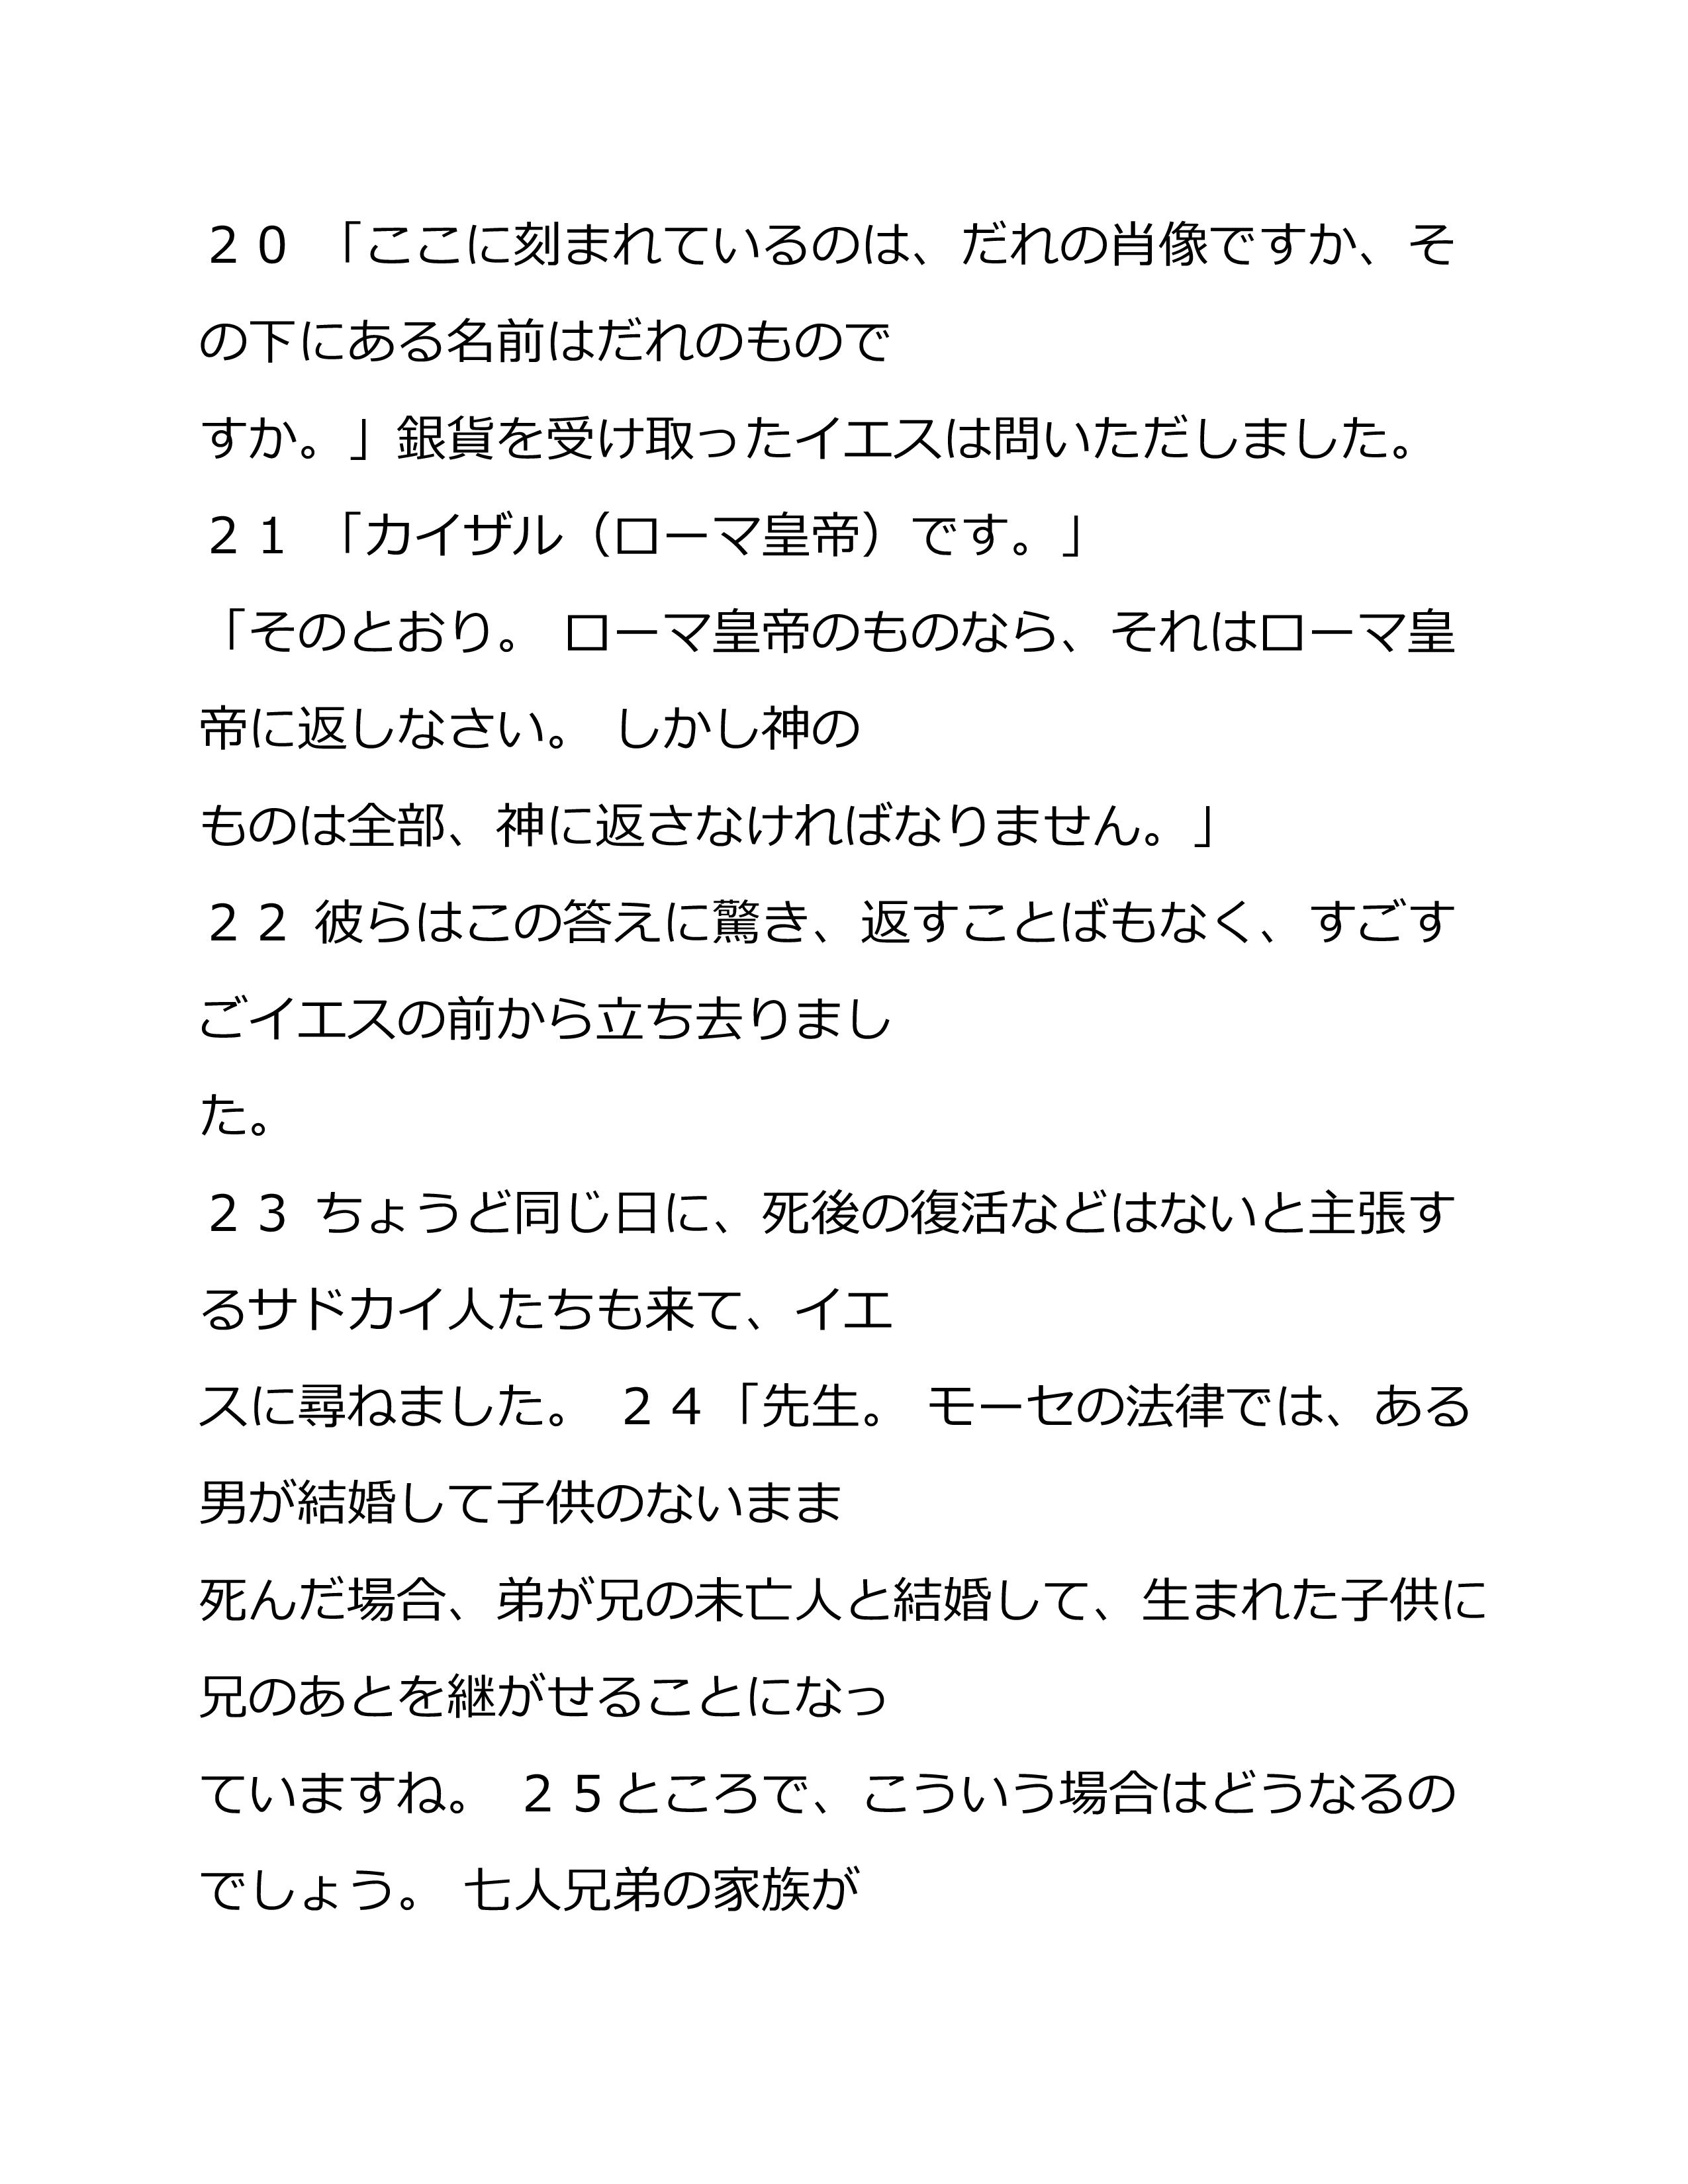 ２０ 「ここに刻まれているのは、だれの肖像ですか、そ
の下にある名前はだれのもので
すか。」銀貨を受け取ったイエスは問いただしました。
２１ 「カイザル（ローマ皇帝）です。」
「そのとおり。 ローマ皇帝のものなら、それはローマ皇
帝に返しなさい。 しかし神の
ものは全部、神に返さなければなりません。」
２２ 彼らはこの答えに驚き、返すことばもなく、すごす
ごイエスの前から立ち去りまし
た。
２３ ちょうど同じ日に、死後の復活などはないと主張す
るサドカイ人たちも来て、イエ
スに尋ねました。 ２４「先生。 モーセの法律では、ある
男が結婚して子供のないまま
死んだ場合、弟が兄の未亡人と結婚して、生まれた子供に
兄のあとを継がせることになっ
ていますね。 ２５ところで、こういう場合はどうなるの
でしょう。 七人兄弟の家族が